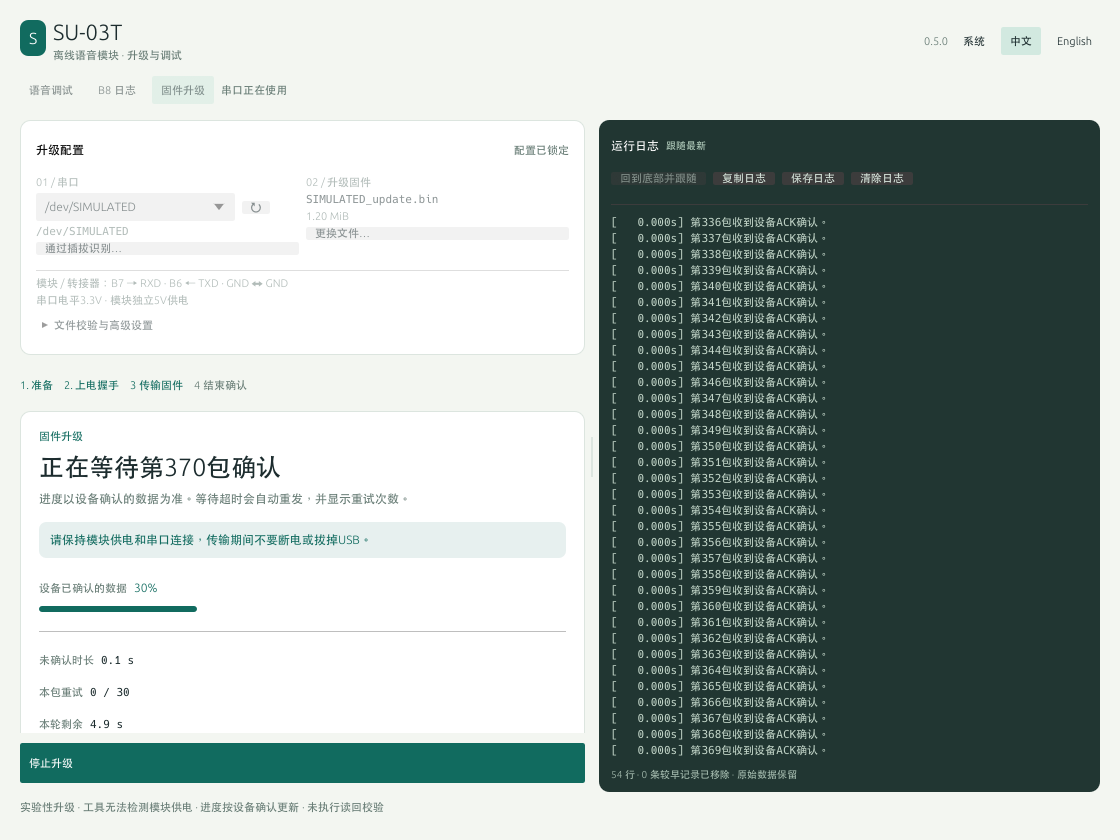 S
SU-03T
离线语音模块 · 升级与调试
0.5.0 系统 中文 English
语音调试 B8 日志 固件升级 串口正在使用
升级配置 配置已锁定
01 / 串口
/dev/SIMULATED
/dev/SIMULATED
通过插拔识别...
02 / 升级固件
SIMULATED_update.bin
1.20 MiB
更换文件...
模块 / 转接器：B7 → RXD · B6 ← TXD · GND ⬌ GND
串口电平3.3V · 模块独立5V供电
▶ 文件校验与高级设置
1. 准备 2. 上电握手 3 传输固件 4 结束确认
固件升级
正在等待第370包确认
进度以设备确认的数据为准。等待超时会自动重发，并显示重试次数。
请保持模块供电和串口连接，传输期间不要断电或拔掉USB。
设备已确认的数据 30%
未确认时长 0.1 s
本包重试 0 / 30
本轮剩余 4.9 s
停止升级
实验性升级 · 工具无法检测模块供电 · 进度按设备确认更新 · 未执行读回校验
运行日志 跟随最新
回到底部并跟随 复制日志 保存日志 清除日志
[   0.000s] 第336包收到设备ACK确认。
[   0.000s] 第337包收到设备ACK确认。
[   0.000s] 第338包收到设备ACK确认。
[   0.000s] 第339包收到设备ACK确认。
[   0.000s] 第340包收到设备ACK确认。
[   0.000s] 第341包收到设备ACK确认。
[   0.000s] 第342包收到设备ACK确认。
[   0.000s] 第343包收到设备ACK确认。
[   0.000s] 第344包收到设备ACK确认。
[   0.000s] 第345包收到设备ACK确认。
[   0.000s] 第346包收到设备ACK确认。
[   0.000s] 第347包收到设备ACK确认。
[   0.000s] 第348包收到设备ACK确认。
[   0.000s] 第349包收到设备ACK确认。
[   0.000s] 第350包收到设备ACK确认。
[   0.000s] 第351包收到设备ACK确认。
[   0.000s] 第352包收到设备ACK确认。
[   0.000s] 第353包收到设备ACK确认。
[   0.000s] 第354包收到设备ACK确认。
[   0.000s] 第355包收到设备ACK确认。
[   0.000s] 第356包收到设备ACK确认。
[   0.000s] 第357包收到设备ACK确认。
[   0.000s] 第358包收到设备ACK确认。
[   0.000s] 第359包收到设备ACK确认。
[   0.000s] 第360包收到设备ACK确认。
[   0.000s] 第361包收到设备ACK确认。
[   0.000s] 第362包收到设备ACK确认。
[   0.000s] 第363包收到设备ACK确认。
[   0.000s] 第364包收到设备ACK确认。
[   0.000s] 第365包收到设备ACK确认。
[   0.000s] 第366包收到设备ACK确认。
[   0.000s] 第367包收到设备ACK确认。
[   0.000s] 第368包收到设备ACK确认。
[   0.000s] 第369包收到设备ACK确认。
54 行 · 0 条较早记录已移除 · 原始数据保留